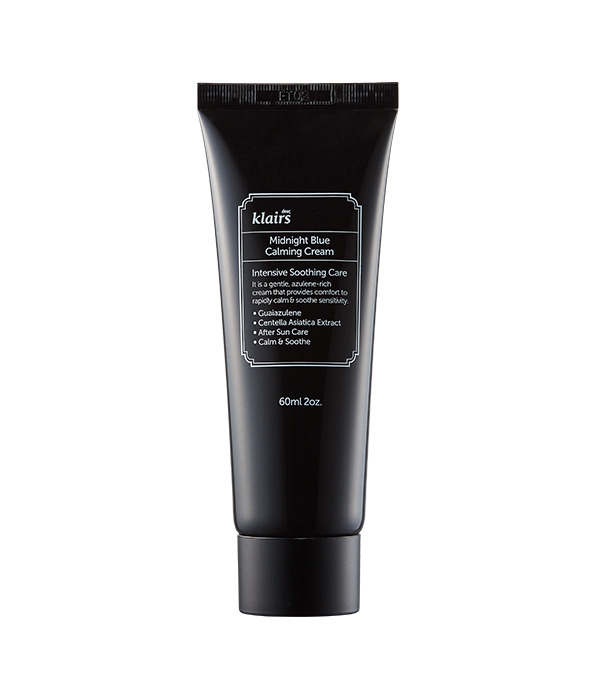 FT03
dear,
klairs
Midnight Blue
Calming Cream
Intensive Soothing Care
It is a gentle, azulene-rich
cream that provides comfort to
rapidly calm & soothe sensitivity.
• Guaiazulene
• Centella Asiatica Extract
• After Sun Care
• Calm & Soothe
60ml 2oz.